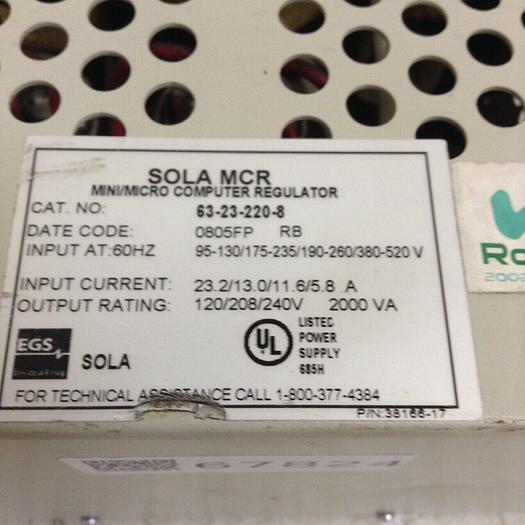 SOLA MCR
MINI/MICRO COMPUTER REGULATOR
CAT. NO: 63-23-220-8
DATE CODE: 0805FP RB
INPUT AT:60HZ 95-130/175-235/190-260/380-520 V
INPUT CURRENT: 23.2/13.0/11.6/5.8 A
OUTPUT RATING: 120/208/240V 2000 VA
EGS
SOLA
UL
LISTED
POWER
SUPPLY
685H
FOR TECHNICAL ASSISTANCE CALL 1-800-377-4384
P/N:38166-17
67824